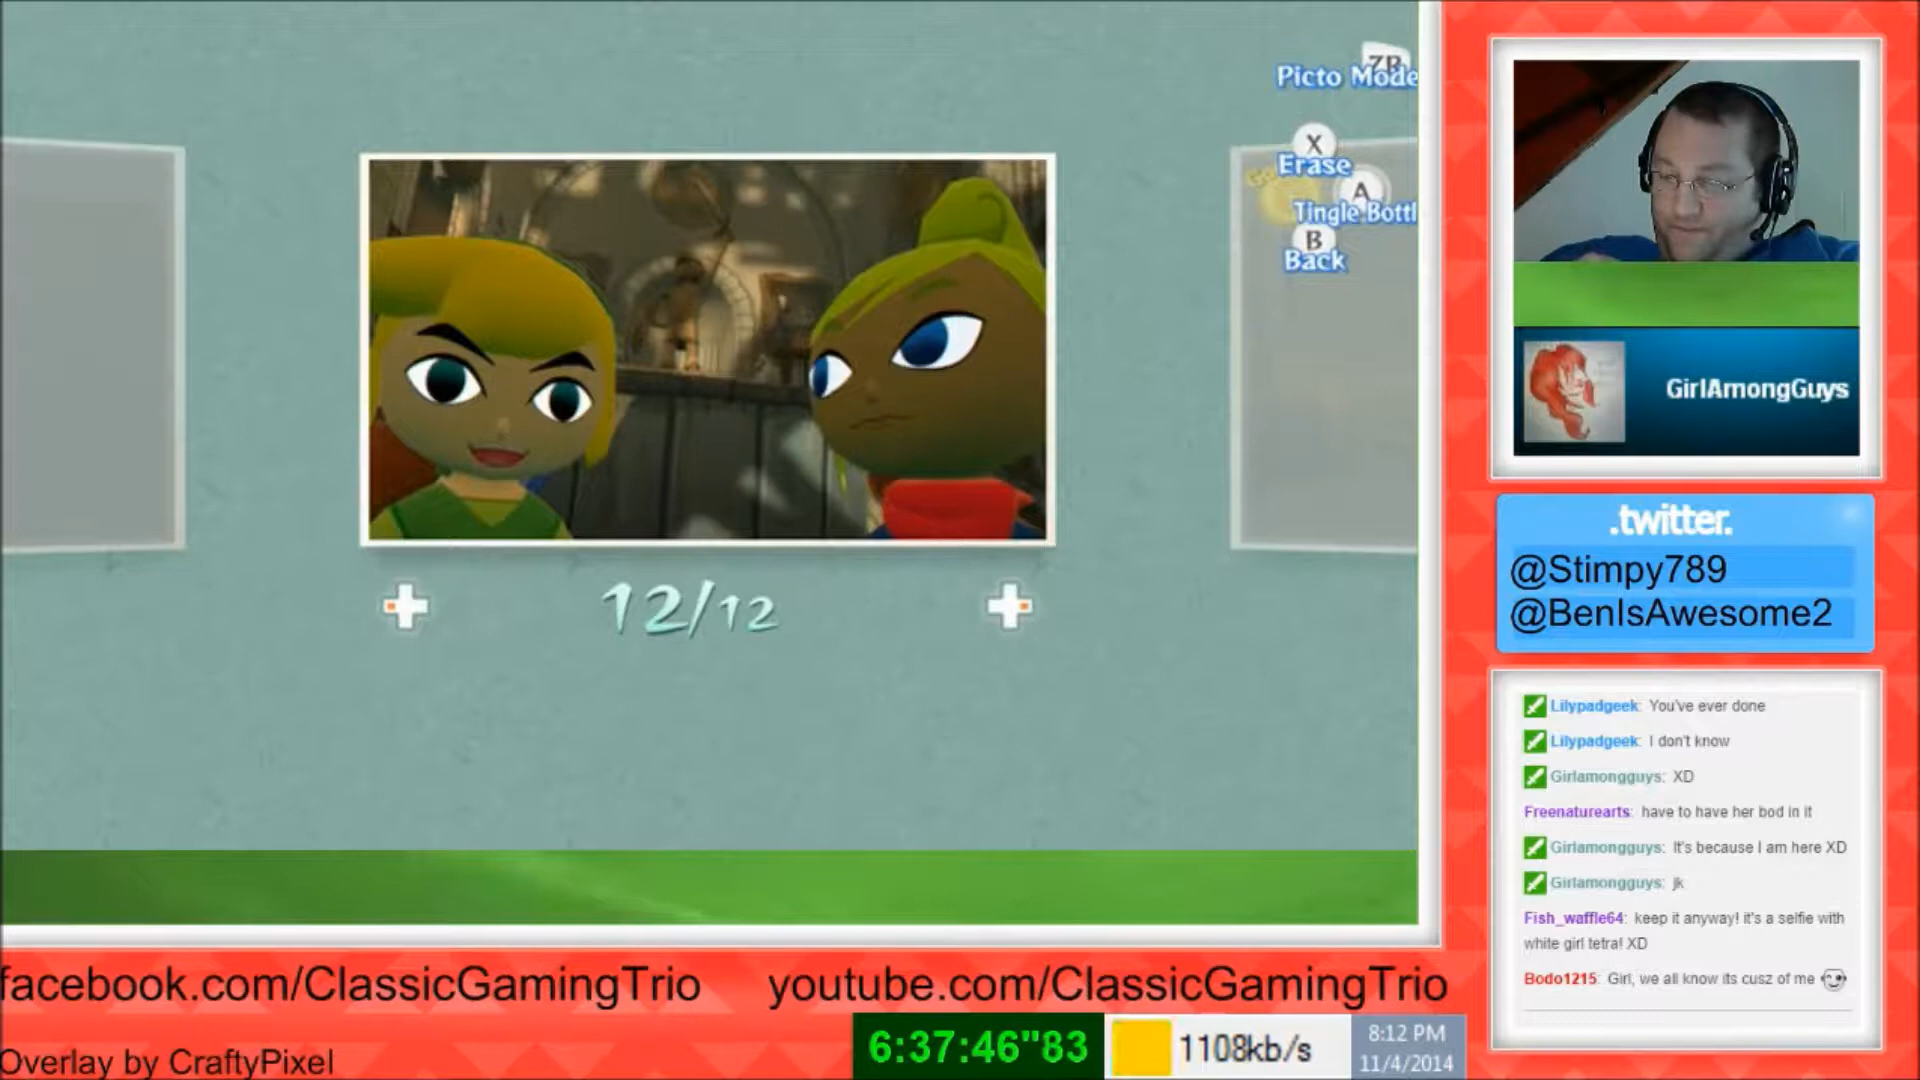 ZR
Picto Mode
X
Erase
A
Tingle Bottl
B
Back
12/12
GirlAmongGuys
.twitter.
@Stimpy789
@BenIsAwesome2
Lilypadgeek: You've ever done
Lilypadgeek: I don't know
Girlamongguys: XD
Freenaturearts: have to have her bod in it
Girlamongguys: It's because I am here XD
Girlamongguys: jk
Fish_waffle64: keep it anyway! it's a selfie with
white girl tetra! XD
Bodo1215: Girl, we all know its cusz of me
facebook.com/ClassicGamingTrio
youtube.com/ClassicGamingTrio
Overlay by CraftyPixel
6:37:46"83
1108kb/s
8:12 PM
11/4/2014